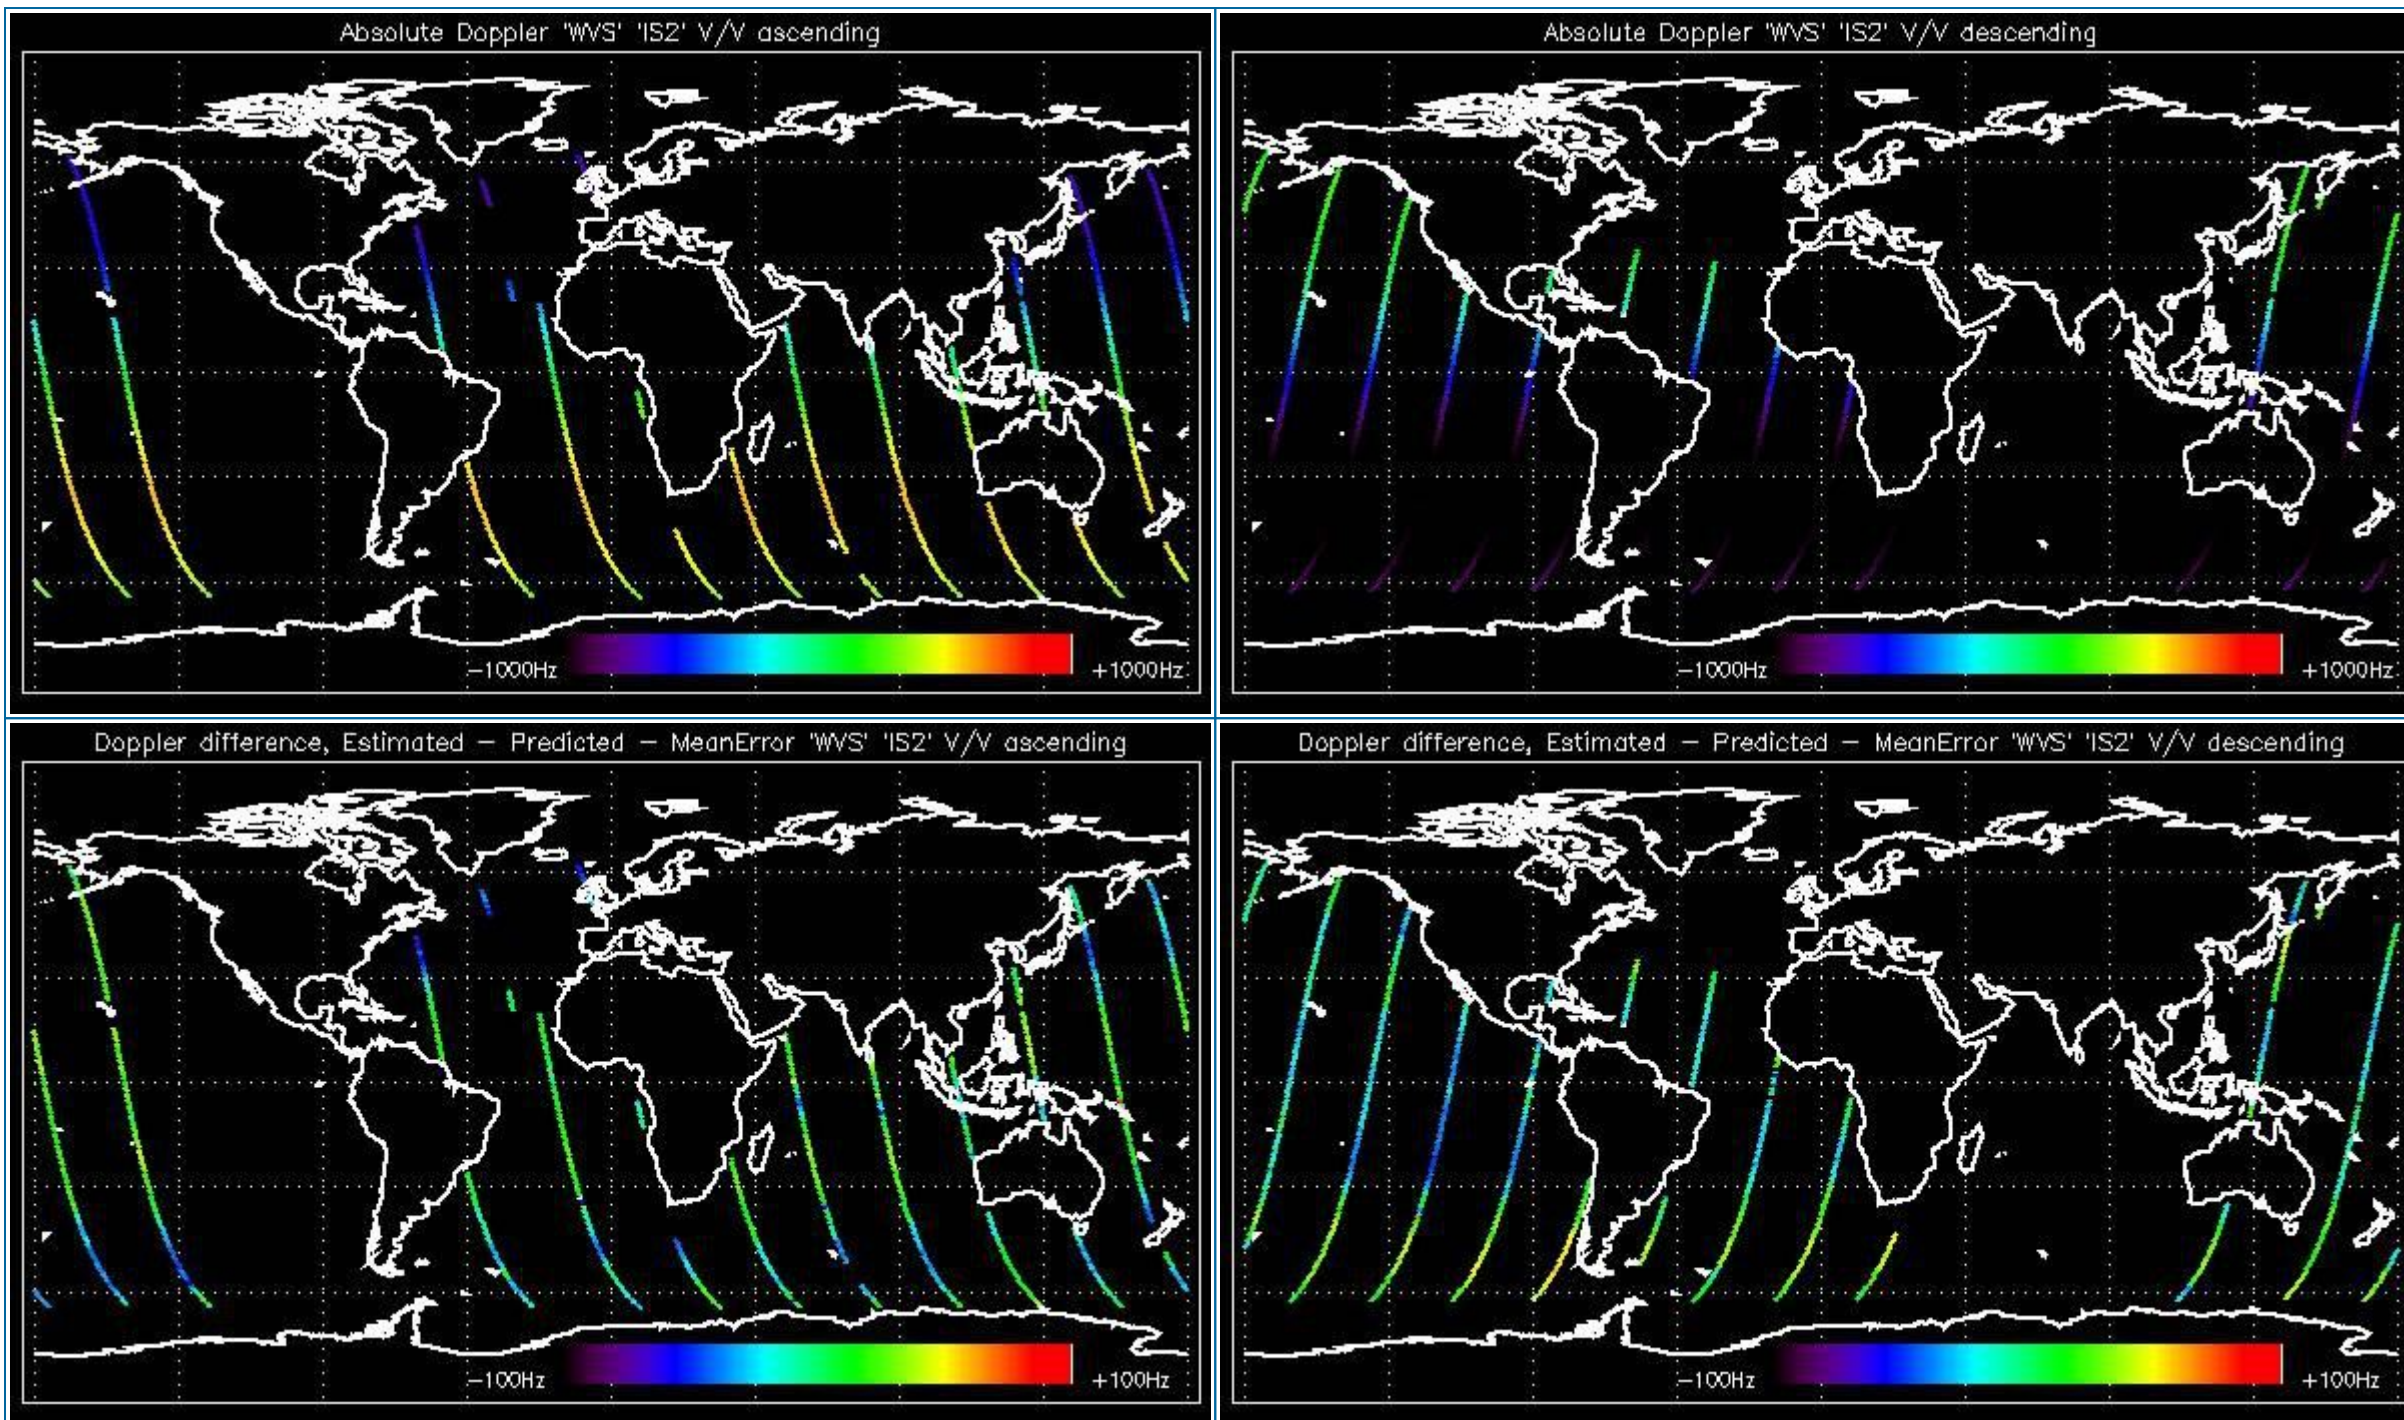 Absolute Doppler 'WVS' 'IS2' V/V ascending
−1000Hz
+1000Hz
Absolute Doppler 'WVS' 'IS2' V/V descending
−1000Hz
+1000Hz
Doppler difference, Estimated − Predicted − MeanError 'WVS' 'IS2' V/V ascending
−100Hz
+100Hz
Doppler difference, Estimated − Predicted − MeanError 'WVS' 'IS2' V/V descending
−100Hz
+100Hz